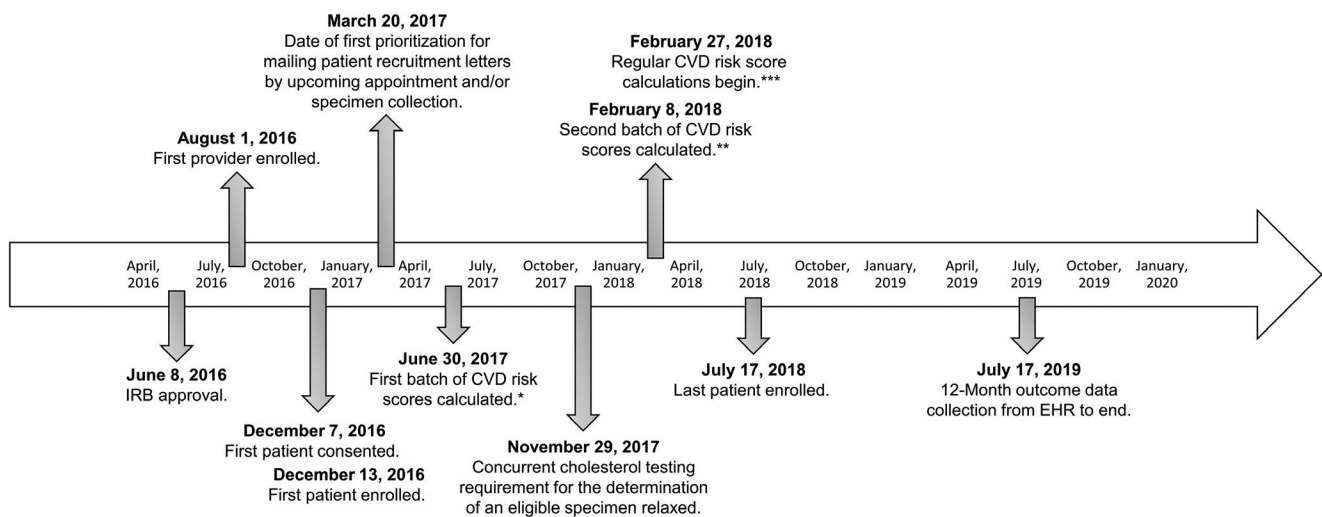 March 20, 2017
Date of first prioritization for
mailing patient recruitment letters
by upcoming appointment and/or
specimen collection.
February 27, 2018
Regular CVD risk score
calculations begin.***
February 8, 2018
Second batch of CVD risk
scores calculated.**
August 1, 2016
First provider enrolled.
April,
2016
July,
2016
October,
2016
January,
2017
April,
2017
July,
2017
October,
2017
January,
2018
April,
2018
July,
2018
October,
2018
January,
2019
April,
2019
July,
2019
October,
2019
January,
2020
June 8, 2016
IRB approval.
December 7, 2016
First patient consented.
December 13, 2016
First patient enrolled.
June 30, 2017
First batch of CVD risk
scores calculated.*
November 29, 2017
Concurrent cholesterol testing
requirement for the determination
of an eligible specimen relaxed.
July 17, 2018
Last patient enrolled.
July 17, 2019
12-Month outcome data
collection from EHR to end.